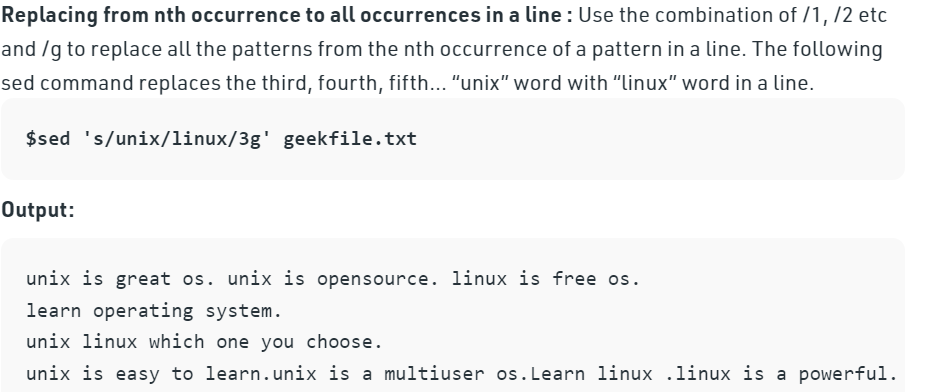 Replacing from nth occurrence to all occurrences in a line : Use the combination of /1, /2 etc
and /g to replace all the patterns from the nth occurrence of a pattern in a line. The following
sed command replaces the third, fourth, fifth… “unix” word with “linux” word in a line.
$sed 's/unix/linux/3g' geekfile.txt
Output:
unix is great os. unix is opensource. linux is free os.
learn operating system.
unix linux which one you choose.
unix is easy to learn.unix is a multiuser os.Learn linux .linux is a powerful.